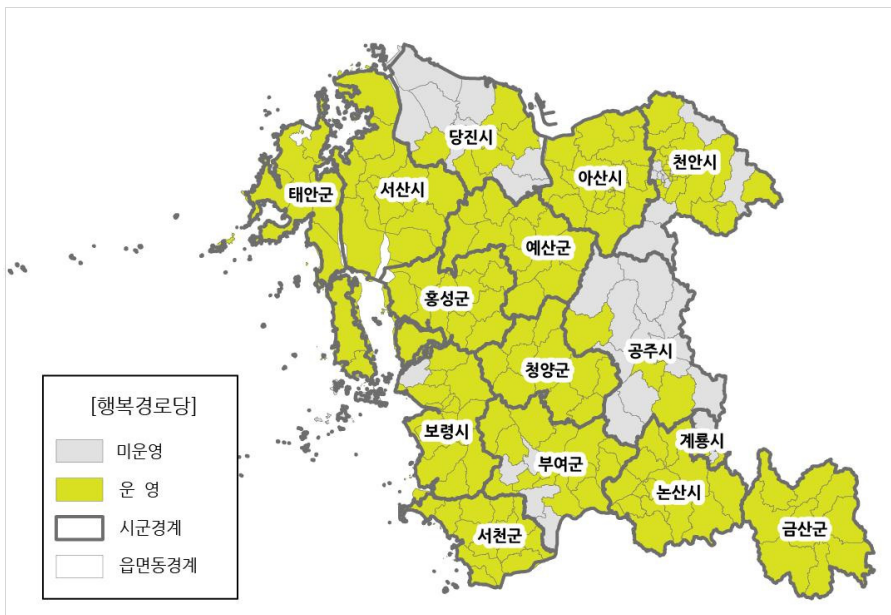 당진시
천안시
아산시
서산시
태안군
예산군
홍성군
공주시
청양군
보령시
계룡시
부여군
논산시
서천군
금산군
[행복경로당]
미운영
운 영
시군경계
읍면동경계